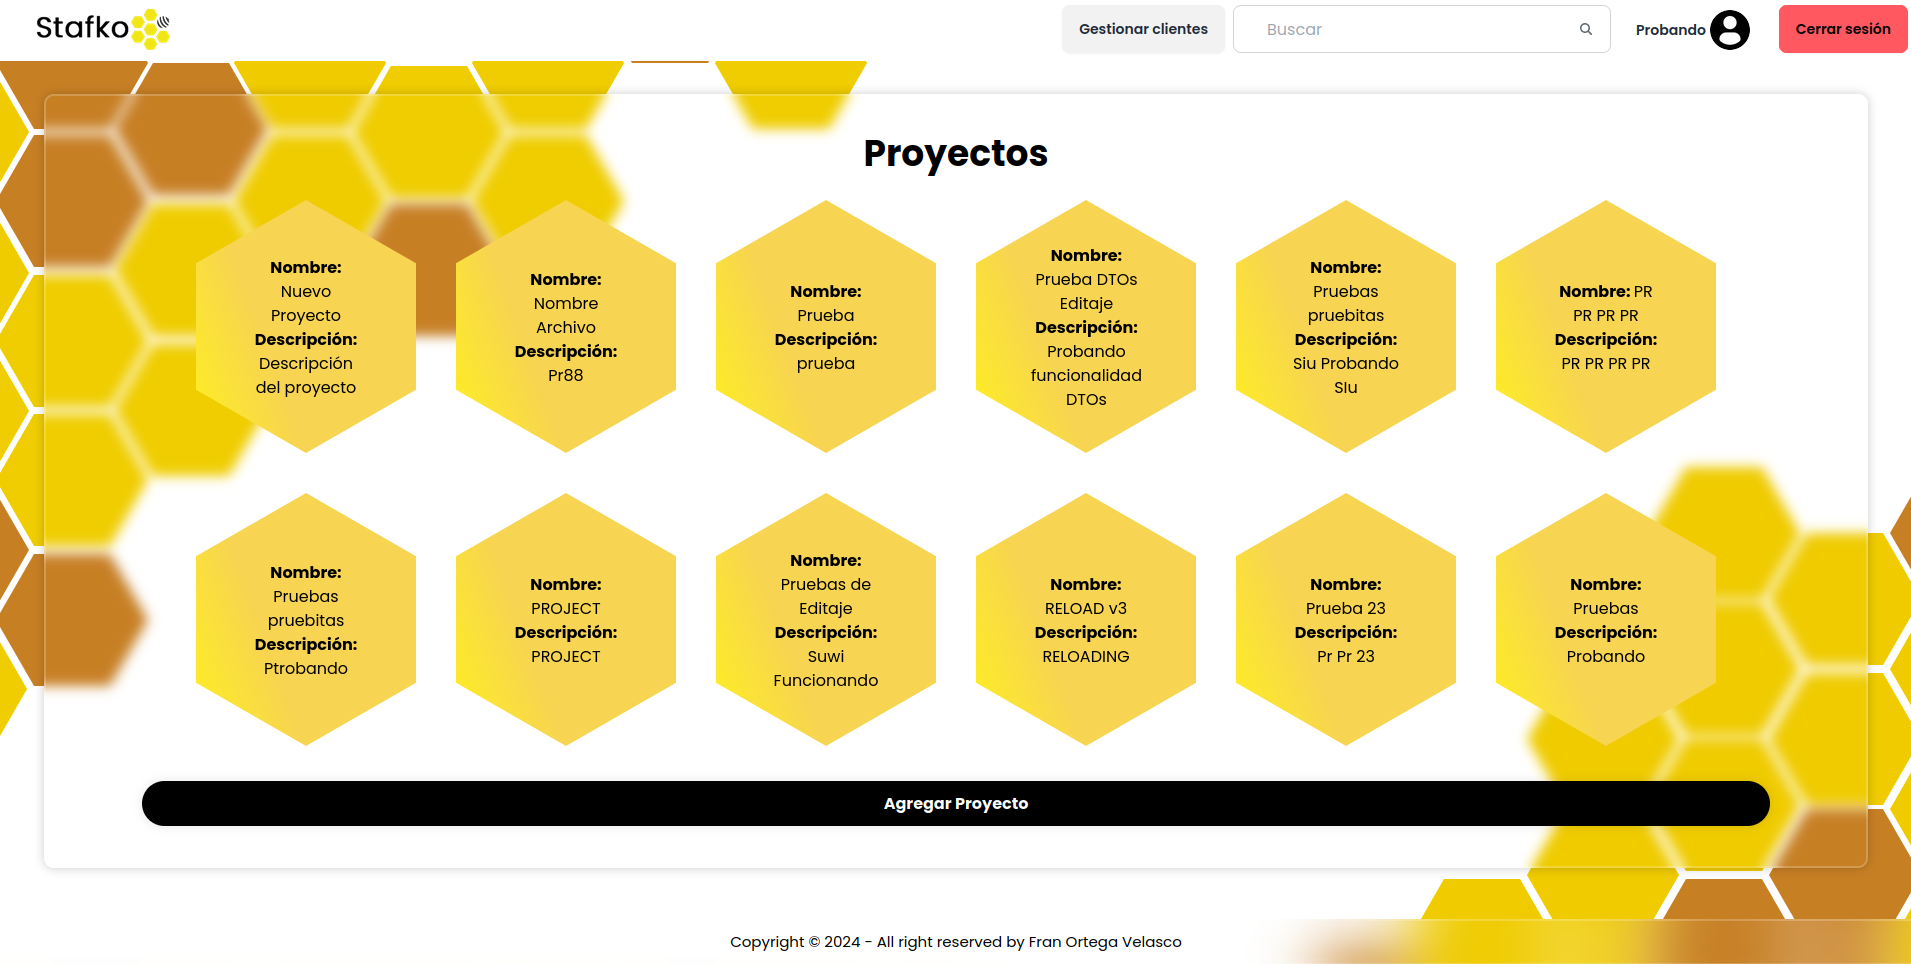 Stafko
Gestionar clientes
Buscar
Probando
Cerrar sesión
Proyectos
Nombre:
Nuevo
Proyecto
Descripción:
Descripción
del proyecto
Nombre:
Nombre
Archivo
Descripción:
Pr88
Nombre:
Prueba
Descripción:
prueba
Nombre:
Prueba DTOs
Editaje
Descripción:
Probando
funcionalidad
DTOs
Nombre:
Pruebas
pruebitas
Descripción:
Siu Probando
SIu
Nombre: PR
PR PR PR
Descripción:
PR PR PR PR
Nombre:
Pruebas
pruebitas
Descripción:
Ptrobando
Nombre:
PROJECT
Descripción:
PROJECT
Nombre:
Pruebas de
Editaje
Descripción:
Suwi
Funcionando
Nombre:
RELOAD v3
Descripción:
RELOADING
Nombre:
Prueba 23
Descripción:
Pr Pr 23
Nombre:
Pruebas
Descripción:
Probando
Agregar Proyecto
Copyright © 2024 - All right reserved by Fran Ortega Velasco